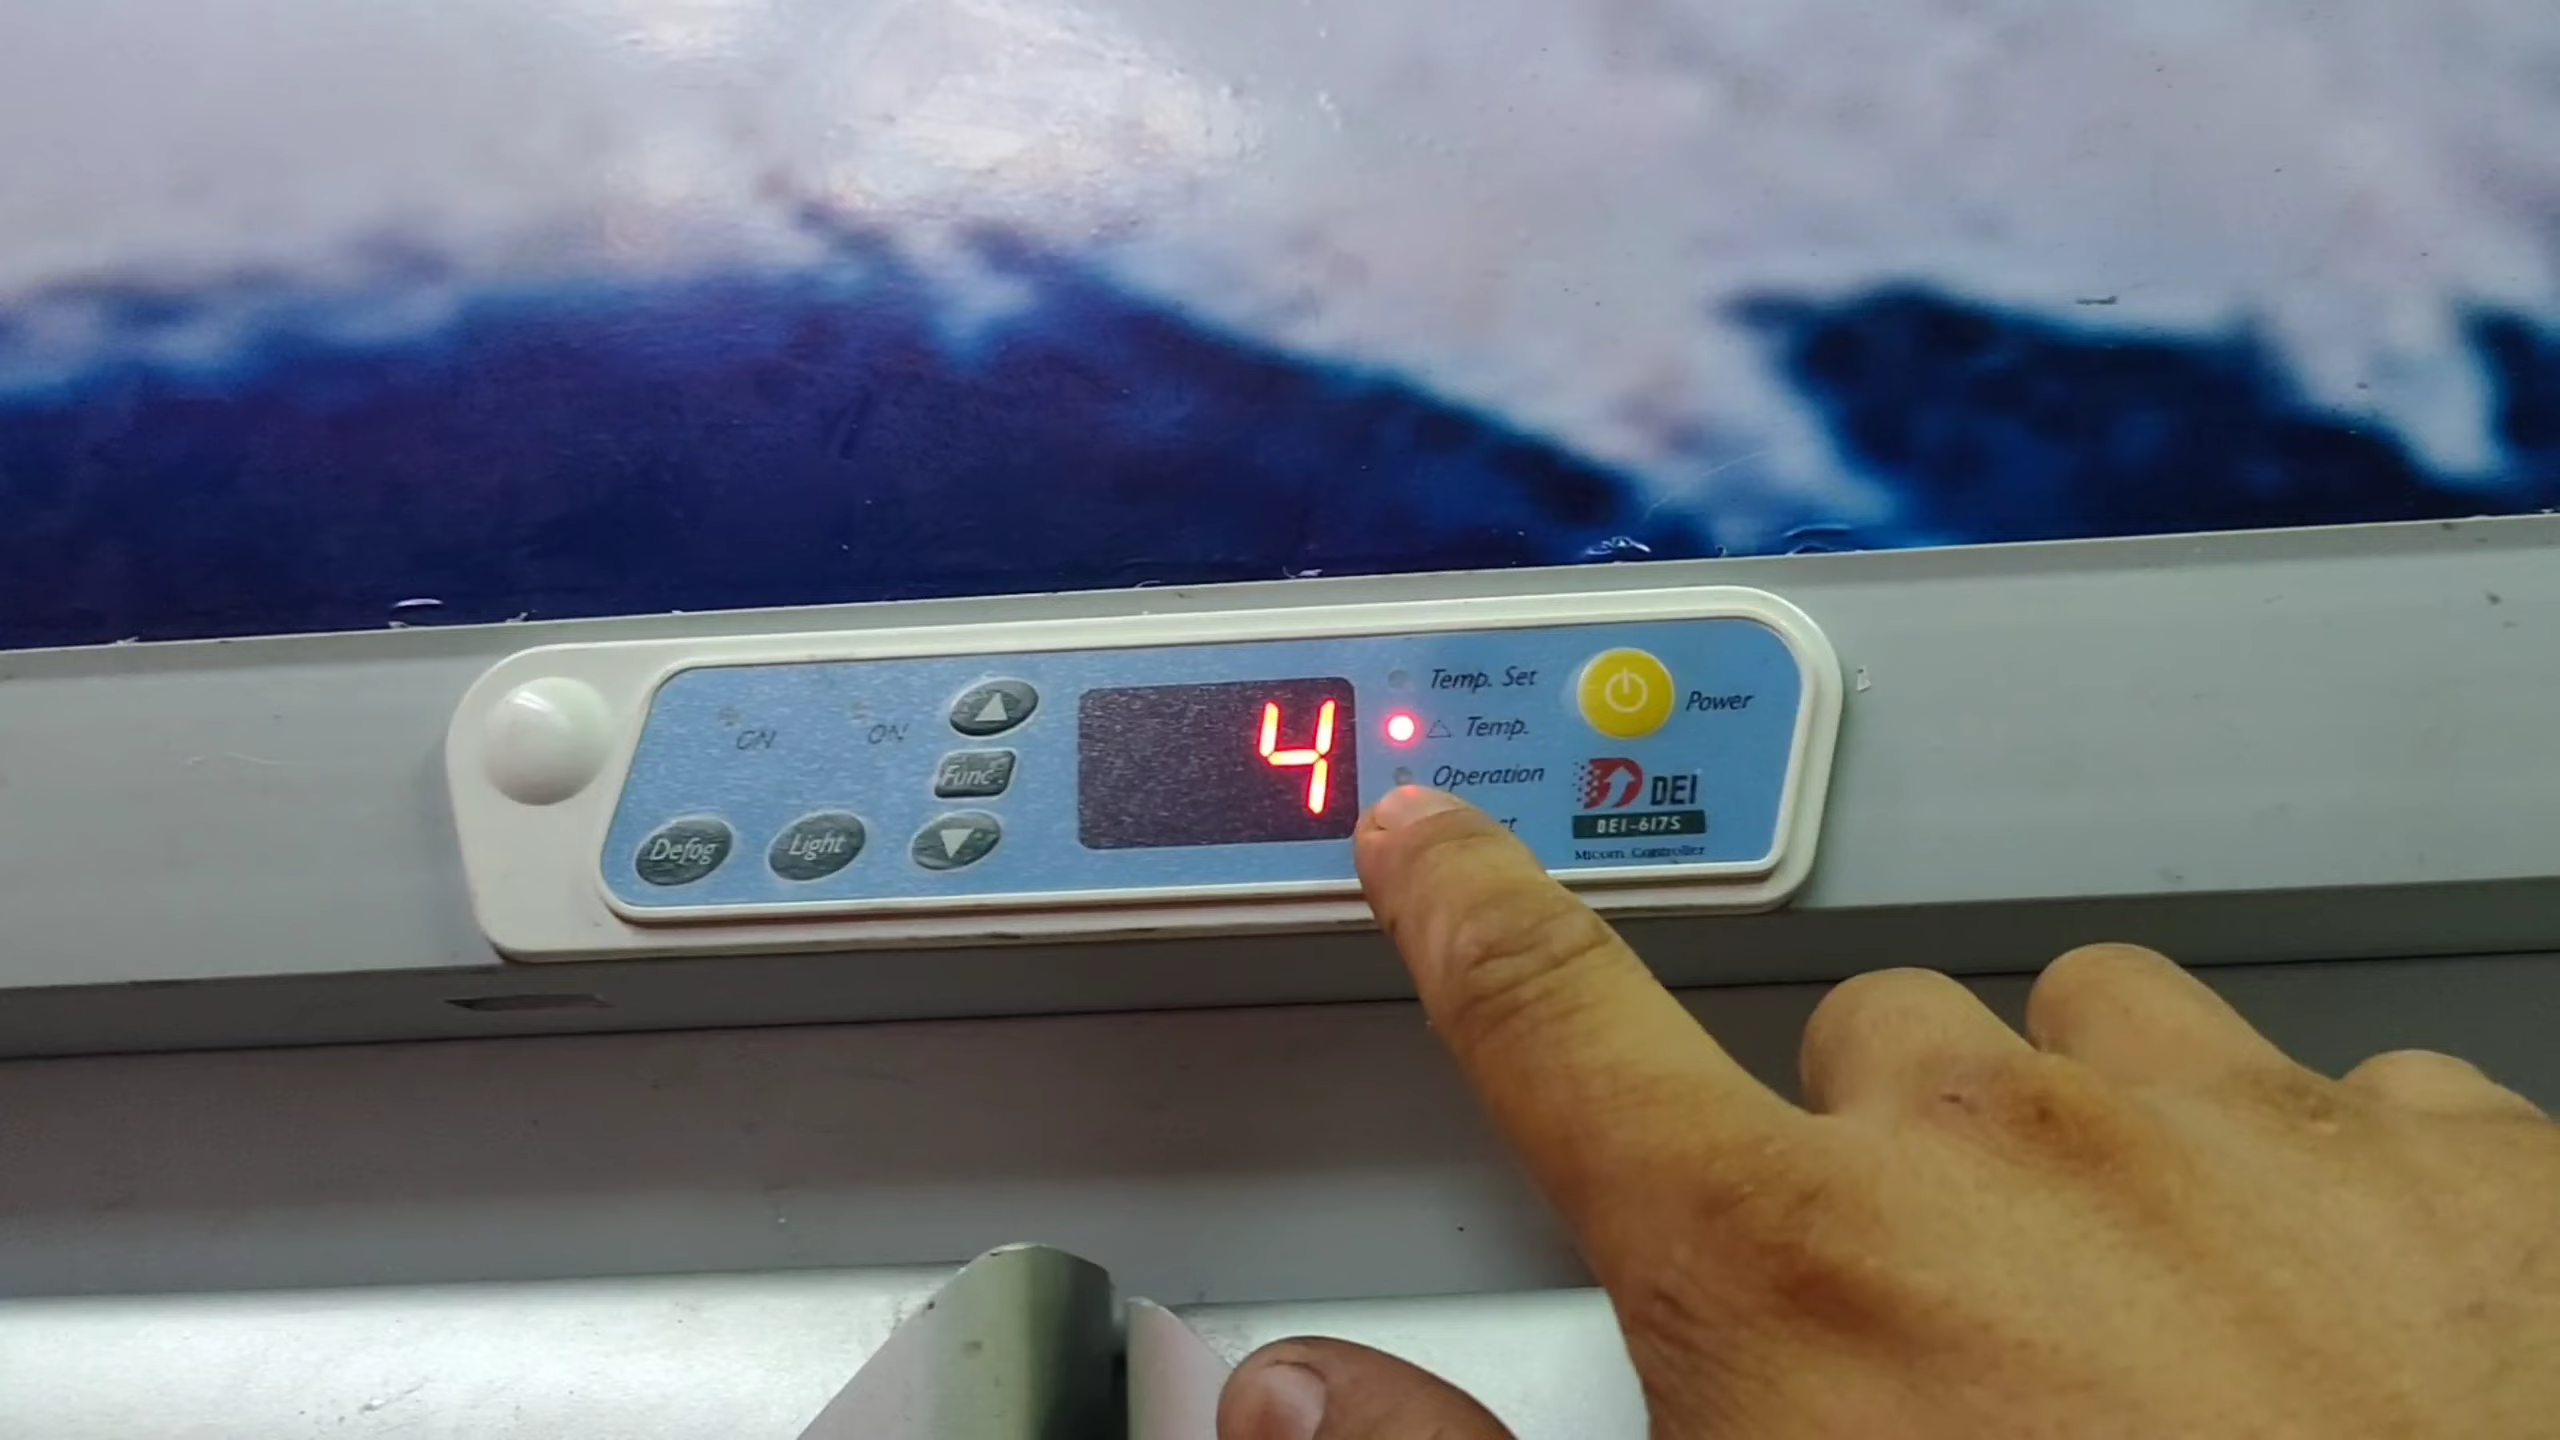 ON
ON
Func.
Defog
Light
4
Temp. Set
△ Temp.
Operation
Power
DEI
DEI-617S
Micom Controller